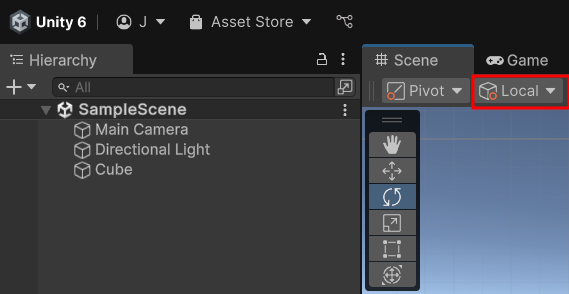 Unity 6 J Asset Store
Hierarchy
All
SampleScene
Main Camera
Directional Light
Cube
Scene Game
Pivot Local